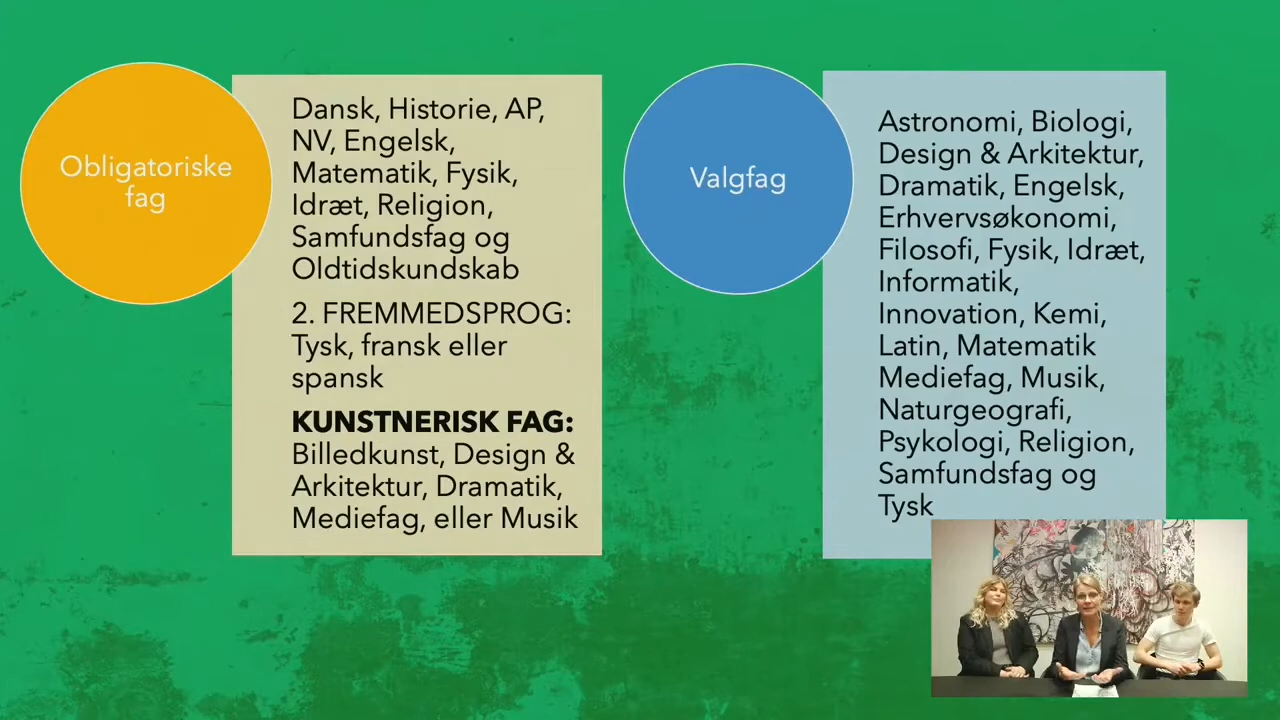 Obligatoriske
fag
Dansk, Historie, AP,
NV, Engelsk,
Matematik, Fysik,
Idræt, Religion,
Samfundsfag og
Oldtidskundskab
2. FREMMEDSPROG:
Tysk, fransk eller
spansk
KUNSTNERISK FAG:
Billedkunst, Design &
Arkitektur, Dramatik,
Mediefag, eller Musik
Valgfag
Astronomi, Biologi,
Design & Arkitektur,
Dramatik, Engelsk,
Erhvervsøkonomi,
Filosofi, Fysik, Idræt,
Informatik,
Innovation, Kemi,
Latin, Matematik
Mediefag, Musik,
Naturgeografi,
Psykologi, Religion,
Samfundsfag og
Tysk